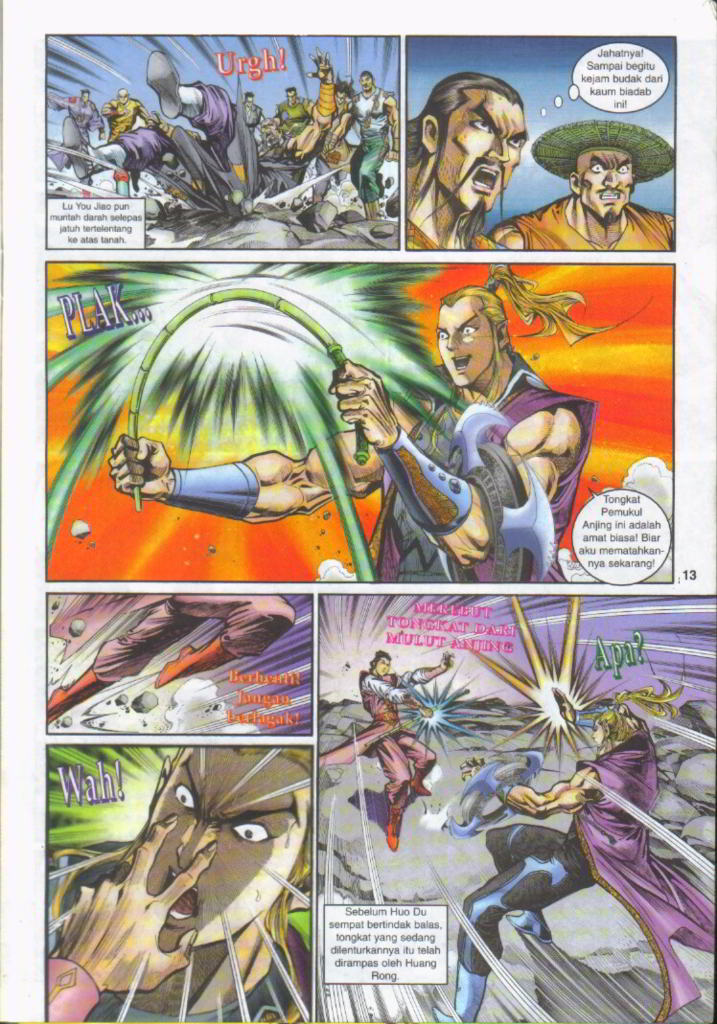 Urgh!
Lu You Jiao pun
muntah darah selepas
jatuh tertelentang
ke atas tanah.
Jahatnya!
Sampai begitu
kejam budak dari
kaum biadab
ini!
PLAK...
Tongkat
Pemukul
Anjing ini adalah
amat biasa! Biar
aku mematahkan-
nya sekarang!
13
Berhenti!
Jangan
berlagak!
MEREBUT
TONGKAT DARI
MULUT ANJING
Apa?
Wah!
Sebelum Huo Du
sempat bertindak balas,
tongkat yang sedang
dilenturkannya itu telah
dirampas oleh Huang
Rong.